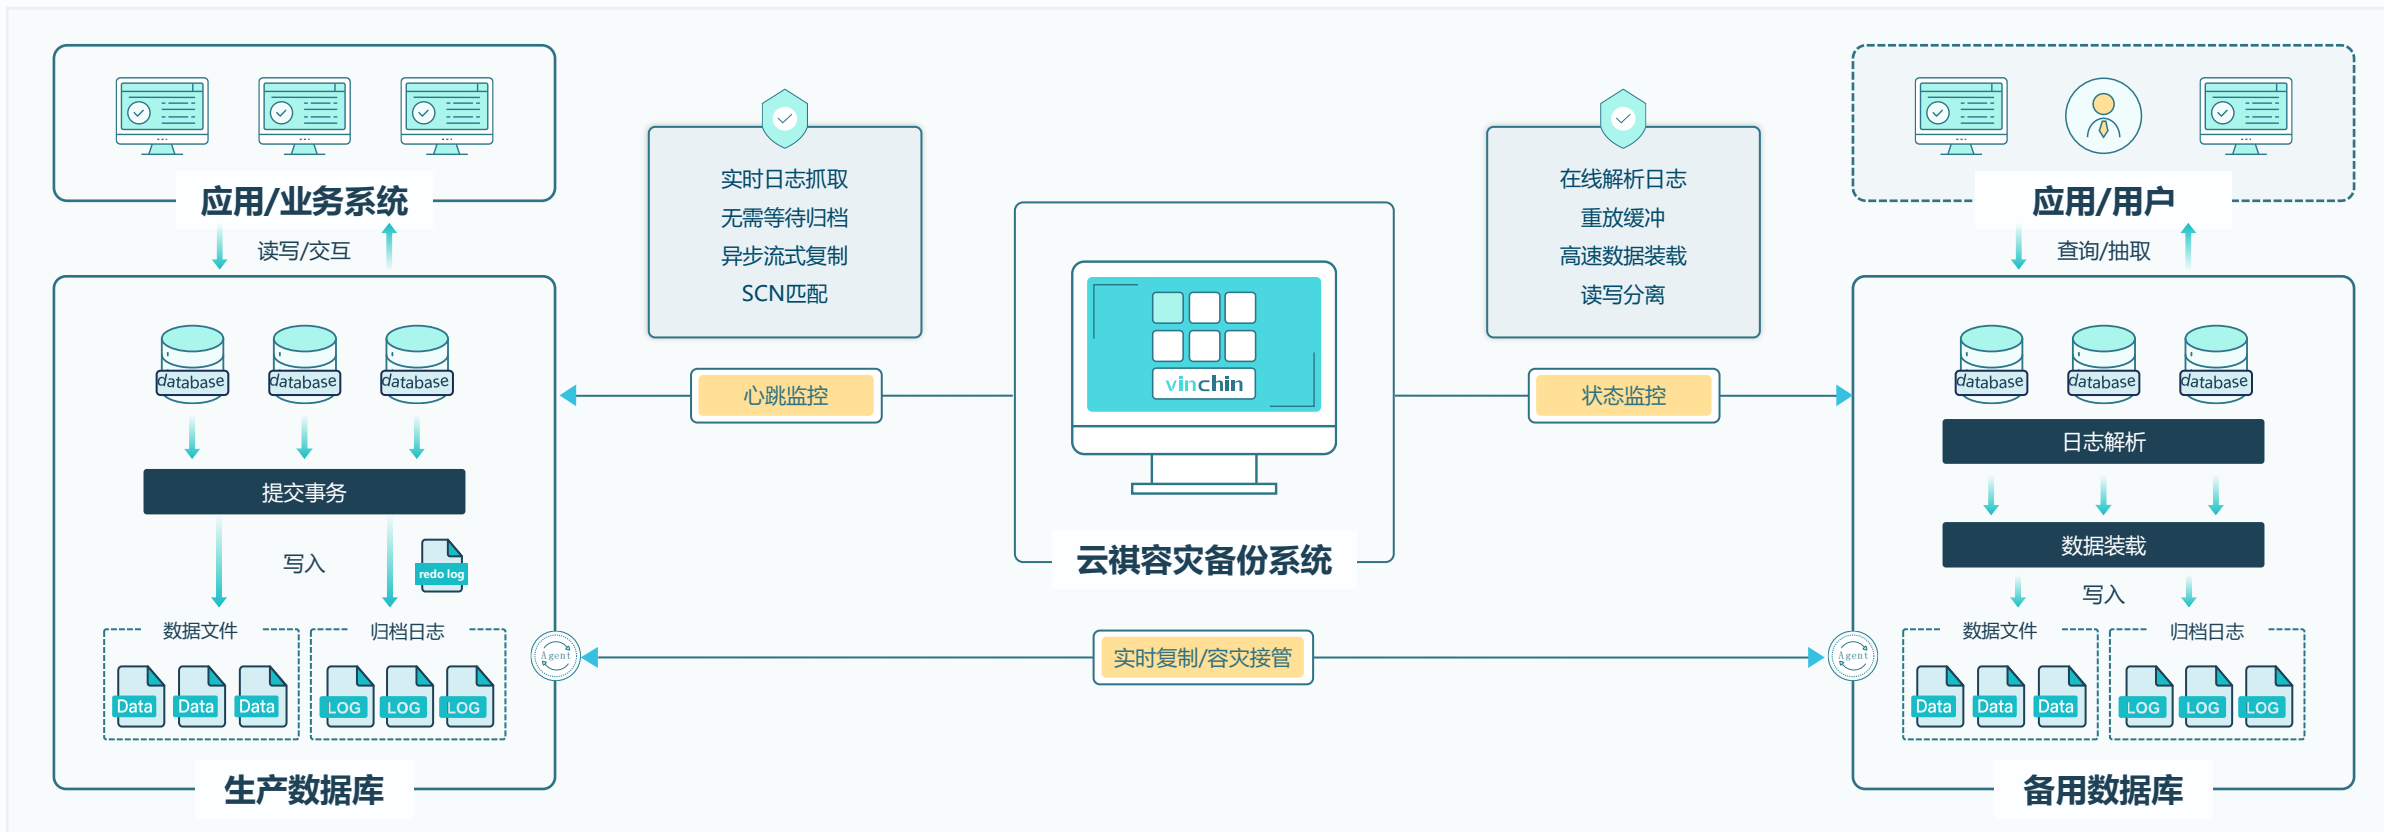 应用/业务系统
读写/交互
database
database
database
提交事务
写入
redo log
数据文件
归档日志
Data
Data
Data
LOG
LOG
LOG
生产数据库
实时日志抓取
无需等待归档
异步流式复制
SCN匹配
心跳监控
vinchin
云祺容灾备份系统
在线解析日志
重放缓冲
高速数据装载
读写分离
状态监控
Agent
实时复制/容灾接管
Agent
应用/用户
查询/抽取
database
database
database
日志解析
数据装载
写入
数据文件
归档日志
Data
Data
Data
LOG
LOG
LOG
备用数据库